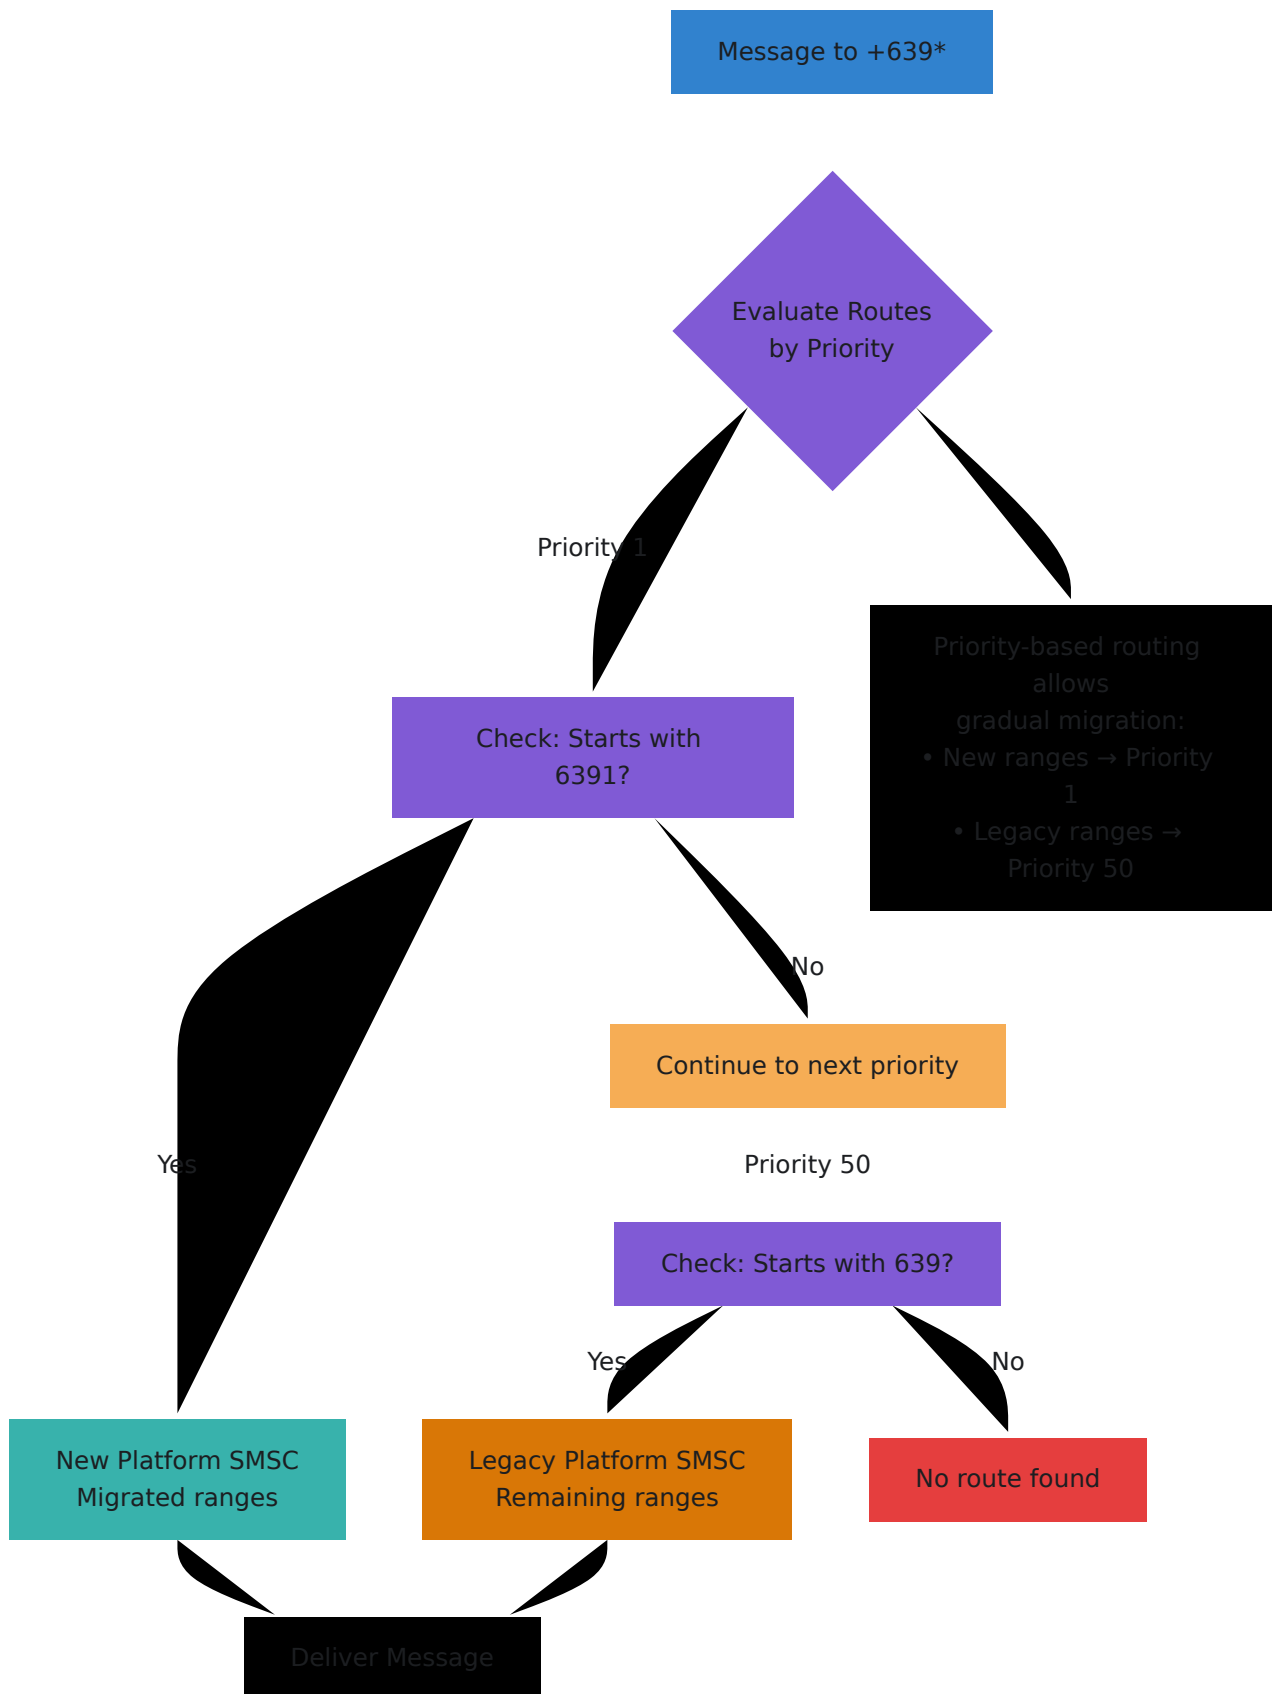 Message to +639*
Evaluate Routes
by Priority
Priority 1
Priority-based routing
allows
gradual migration:
• New ranges → Priority
1
• Legacy ranges →
Priority 50
Check: Starts with
6391?
No
Continue to next priority
Yes
Priority 50
Check: Starts with 639?
Yes
No
New Platform SMSC
Migrated ranges
Legacy Platform SMSC
Remaining ranges
No route found
Deliver Message